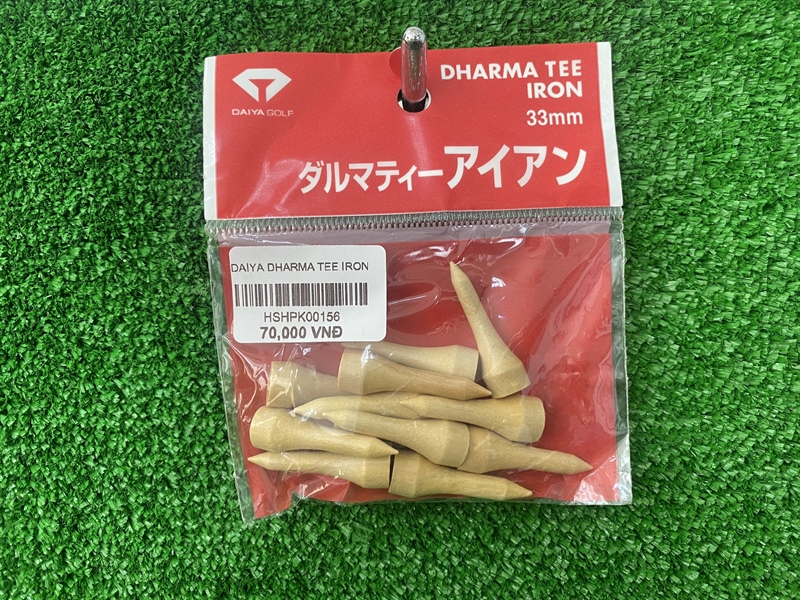 DAIYA GOLF
DHARMA TEE
IRON
33mm
ダルマティーアイアン
DAIYA DHARMA TEE IRON
HSHPK00156
70,000 VNĐ